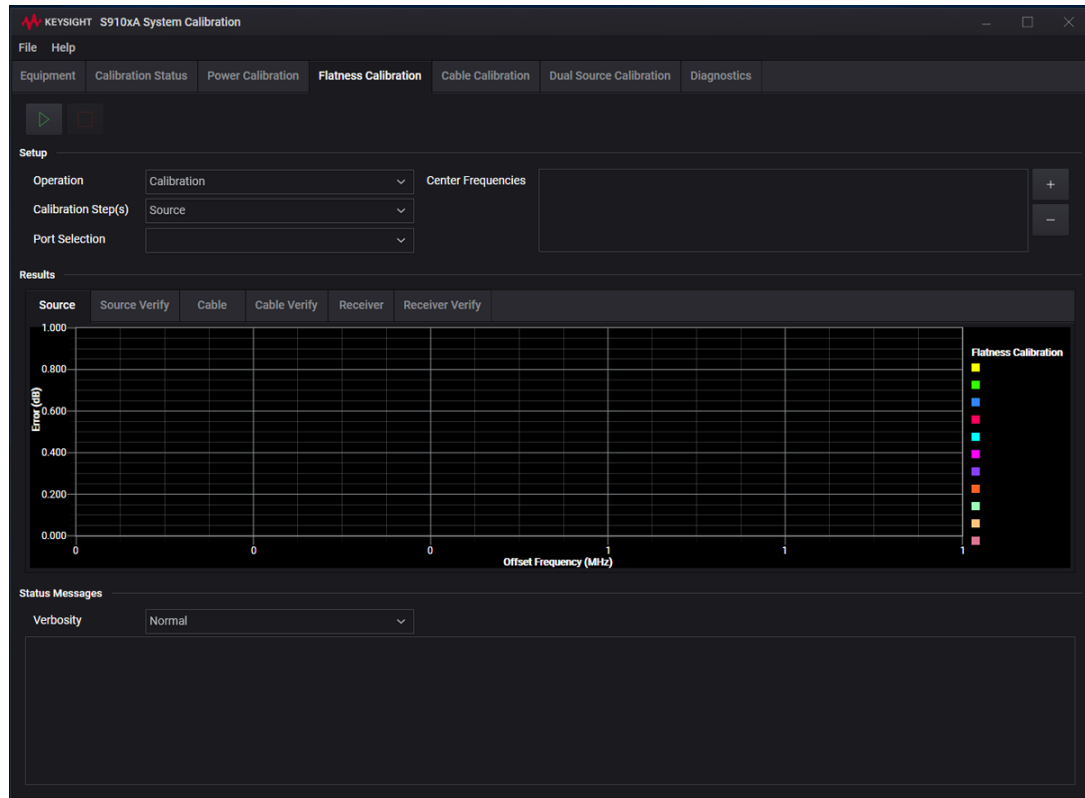 KEYSIGHT S910xA System Calibration
File Help
Equipment Calibration Status Power Calibration Flatness Calibration Cable Calibration Dual Source Calibration Diagnostics
Setup
Operation Calibration Center Frequencies +
Calibration Step(s) Source −
Port Selection
Results
Source Source Verify Cable Cable Verify Receiver Receiver Verify
1.000
0.800
0.600
0.400
0.200
0.000
Error (dB)
0 0 0 1 1 1
Offset Frequency (MHz)
Flatness Calibration
Status Messages
Verbosity Normal